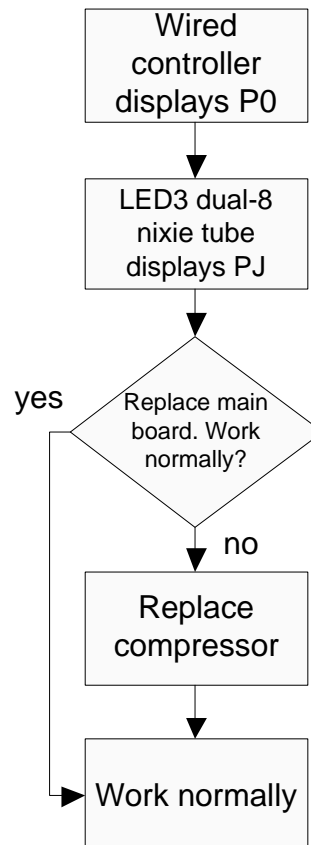 Wired
controller
displays P0
LED3 dual-8
nixie tube
displays PJ
yes
Replace main
board. Work
normally?
no
Replace
compressor
Work normally